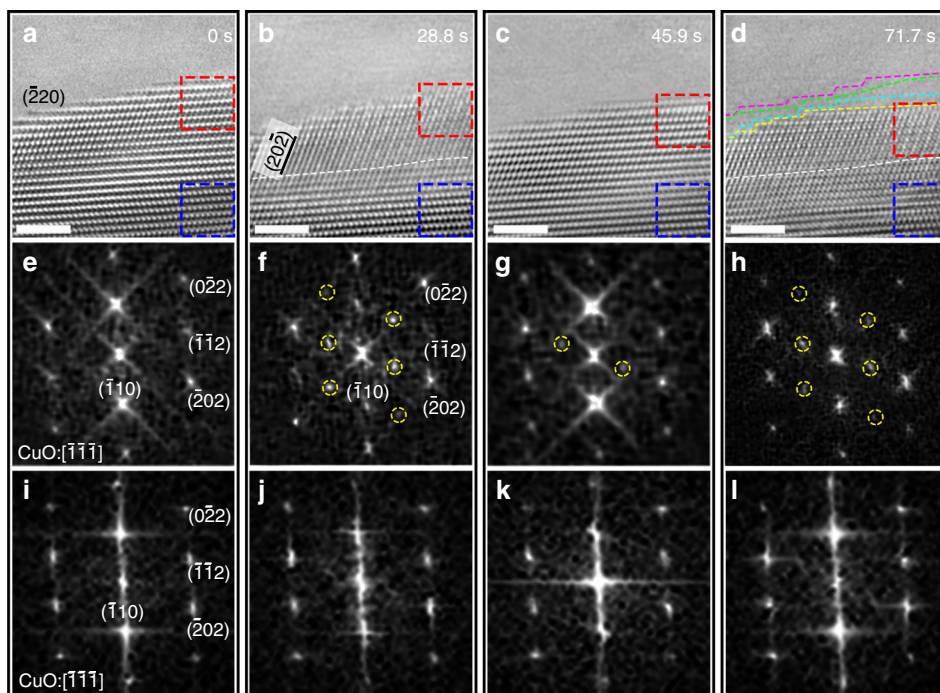 a 0 s
(2̄20)
b 28.8 s
(202̄)
c 45.9 s
d 71.7 s
e
(02̄2)
(1̄1̄2)
(1̄10)
(2̄02)
CuO:[1̄1̄1̄]
f
(02̄2)
(1̄1̄2)
(1̄10)
(2̄02)
g
h
i
(02̄2)
(1̄1̄2)
(1̄10)
(2̄02)
CuO:[1̄1̄1̄]
j
k
l